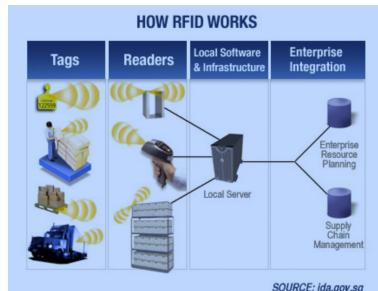 HOW RFID WORKS
Tags
Readers
Local Software
& Infrastructure
Enterprise
Integration
Local Server
Enterprise
Resource
Planning
Supply
Chain
Management
SOURCE: ida.gov.sg